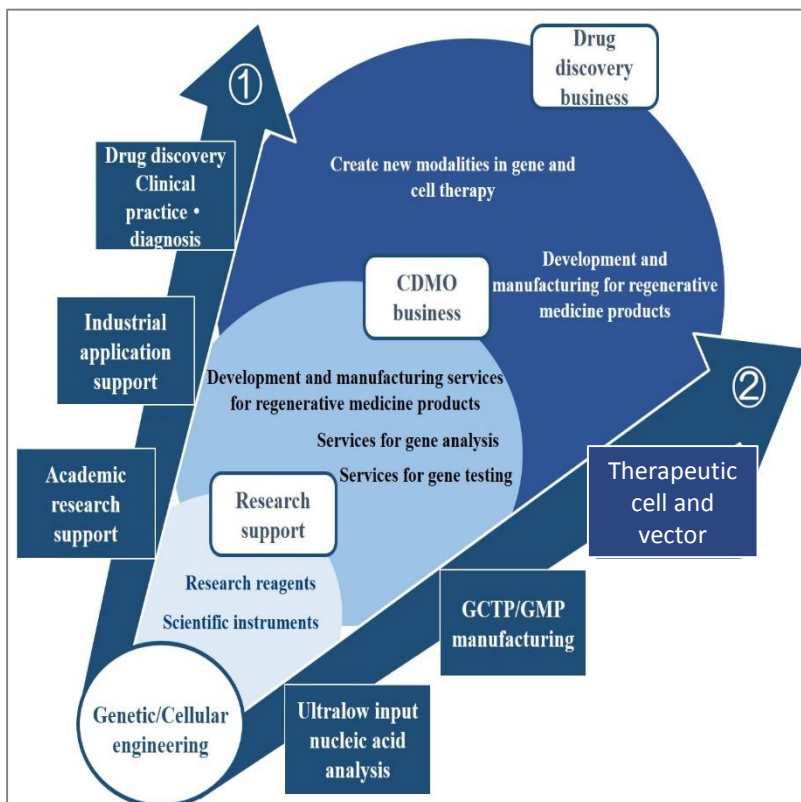 Drug
discovery
business
①
Drug discovery
Clinical
practice・
diagnosis
Create new modalities in gene and
cell therapy
Development and
manufacturing for regenerative
medicine products
CDMO
business
Industrial
application
support
②
Development and manufacturing services
for regenerative medicine products
Services for gene analysis
Services for gene testing
Academic
research
support
Research
support
Therapeutic
cell and
vector
Research reagents
Scientific instruments
GCTP/GMP
manufacturing
Genetic/Cellular
engineering
Ultralow input
nucleic acid
analysis